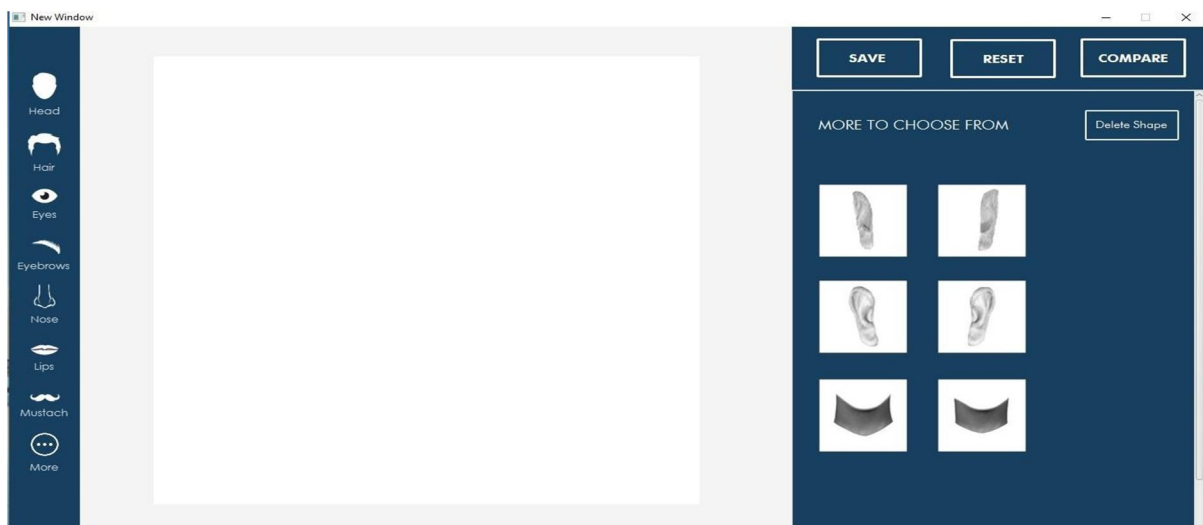 New Window
Head
Hair
Eyes
Eyebrows
Nose
Lips
Mustach
More
SAVE
RESET
COMPARE
MORE TO CHOOSE FROM
Delete Shape